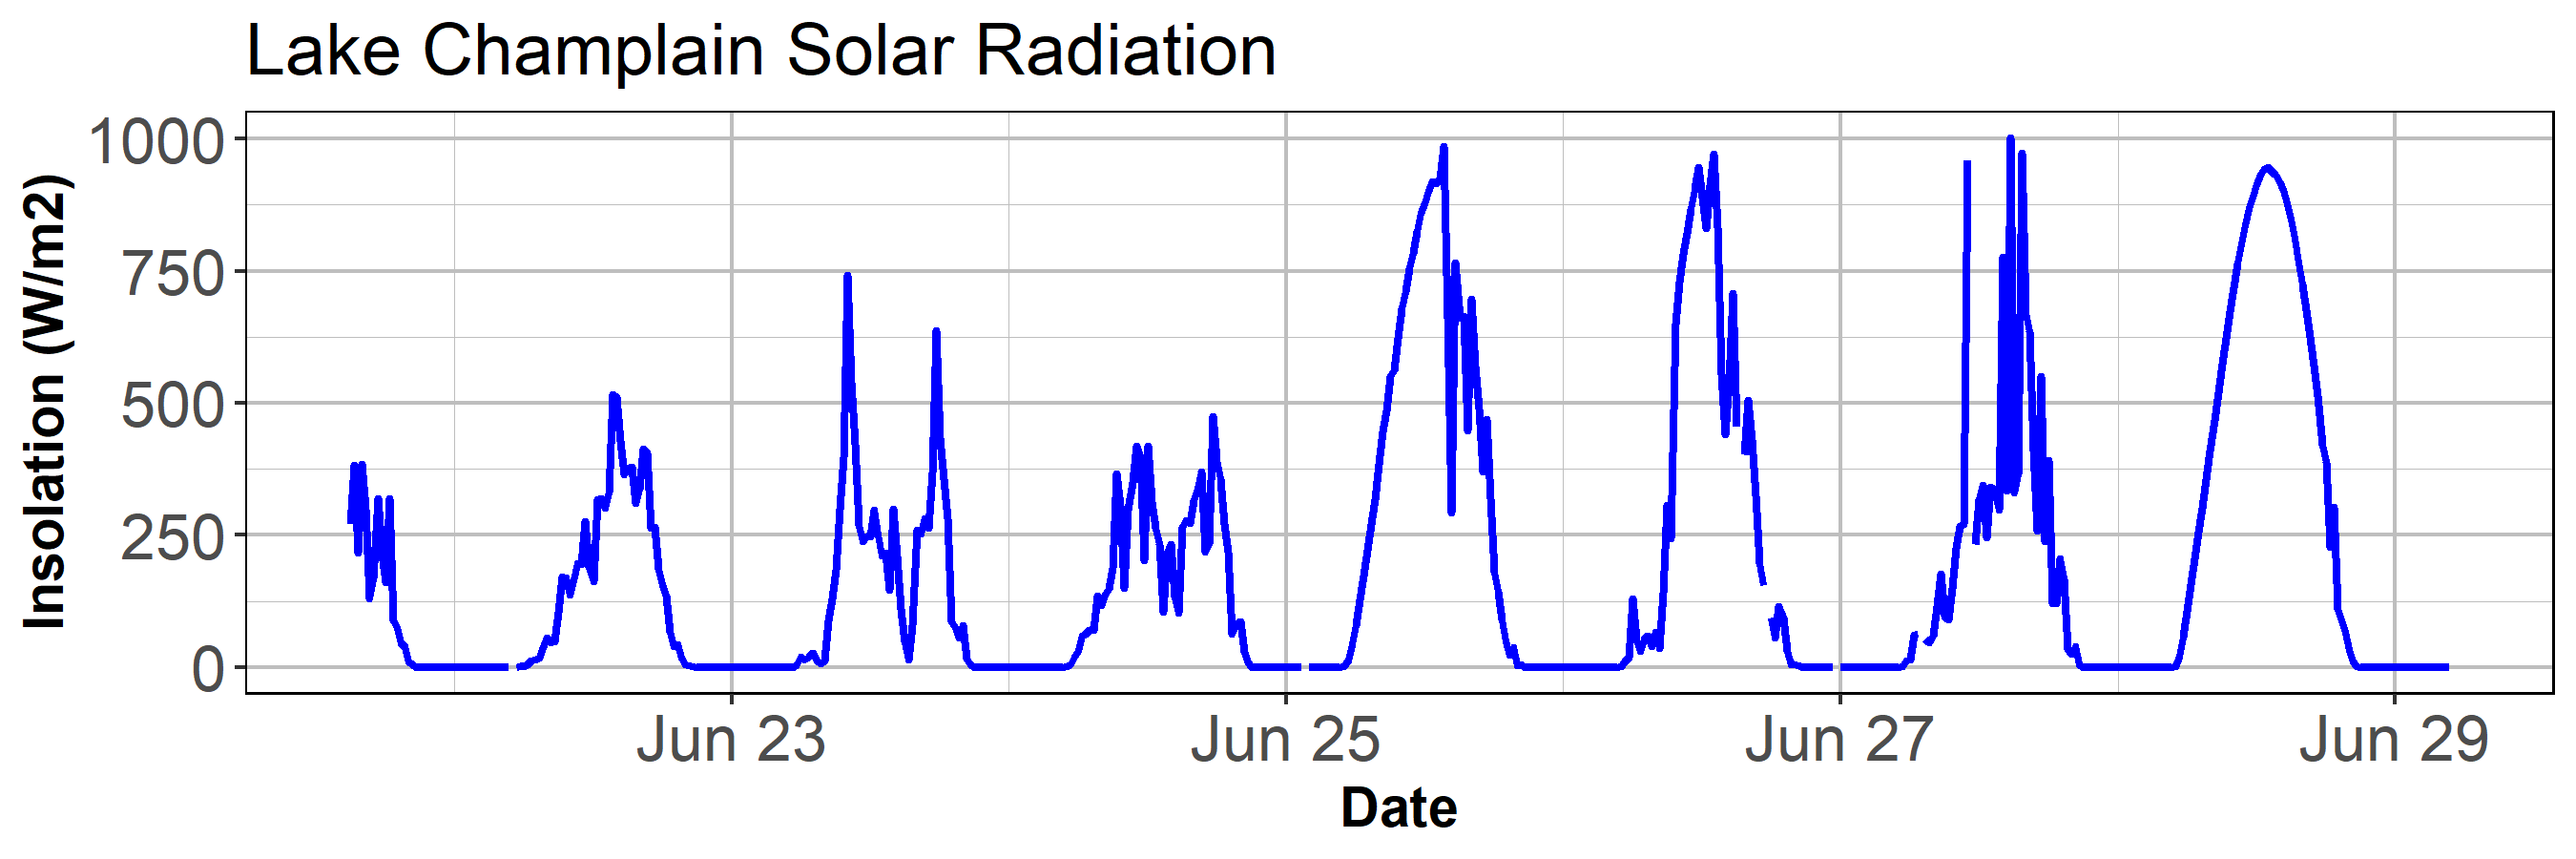 Lake Champlain Solar Radiation
Insolation (W/m2)
1000
750
500
250
0
Jun 23 Jun 25 Jun 27 Jun 29
Date